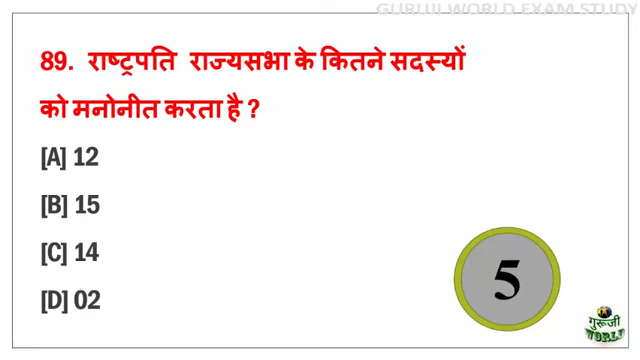 GURUJI WORLD EXAM STUDY
89. राष्ट्रपति राज्यसभा के कितने सदस्यों
को मनोनीत करता है ?
[A] 12
[B] 15
[C] 14
[D] 02
5
गुरूजी
WORLD